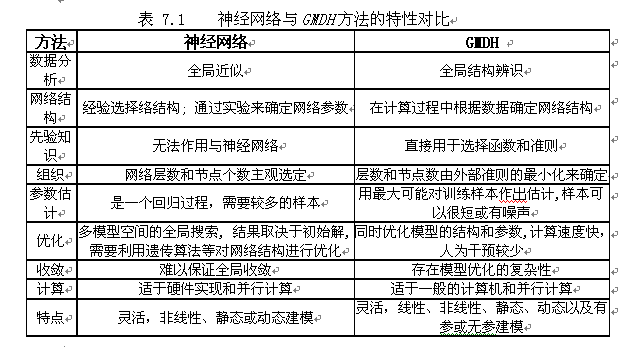 表 7.1 神经网络与GMDH方法的特性对比
方法 神经网络 GMDH
数据分
析 全局近似 全局结构辨识
网络结
构 经验选择络结构；通过实验来确定网络参数 在计算过程中根据数据确定网络结构
先验知
识 无法作用与神经网络 直接用于选择函数和准则
组织 网络层数和节点个数主观选定 层数和节点数由外部准则的最小化来确定
参数估
计 是一个回归过程，需要较多的样本 用最大可能对训练样本作出估计,样本可
以很短或有噪声
优化 多模型空间的全局搜索, 结果取决于初始解,
需要利用遗传算法等对网络结构进行优化 同时优化模型的结构和参数,计算速度快,
人为干预较少
收敛 难以保证全局收敛 存在模型优化的复杂性
计算 适于硬件实现和并行计算 适于一般的计算机和并行计算
特点 灵活，非线性、静态或动态建模 灵活，线性、非线性、静态、动态以及有
参或无参建模